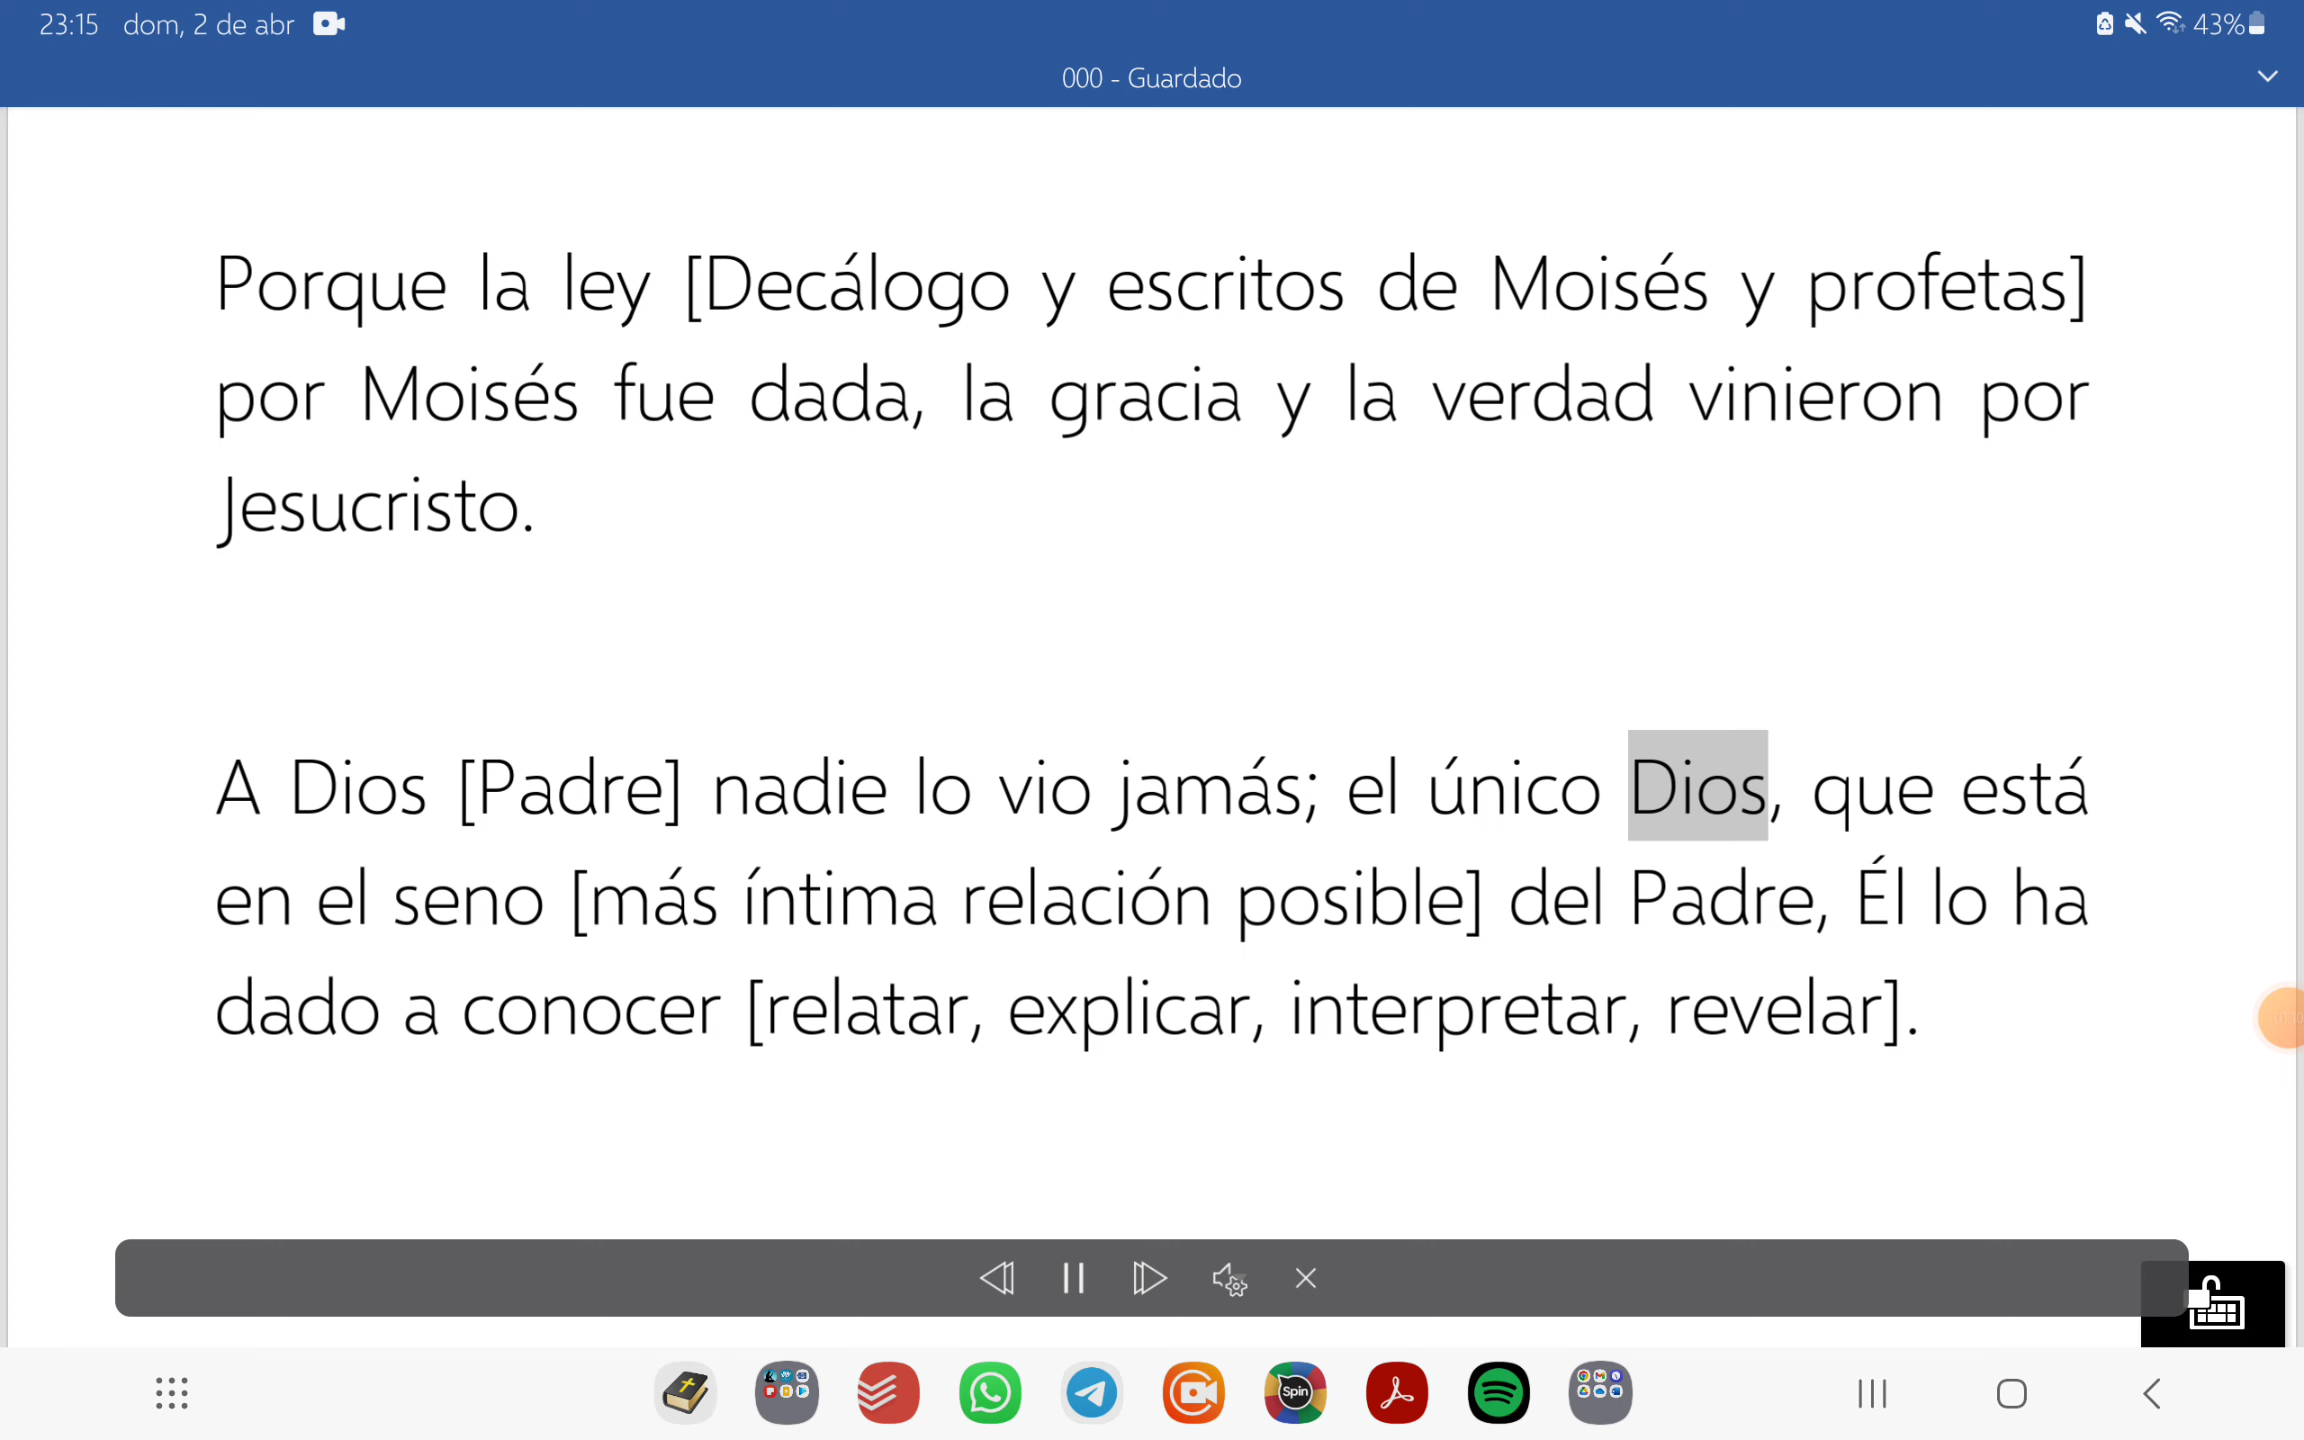 23:15 dom, 2 de abr
43%
000 - Guardado
Porque la ley [Decálogo y escritos de Moisés y profetas]
por Moisés fue dada, la gracia y la verdad vinieron por
Jesucristo.
A Dios [Padre] nadie lo vio jamás; el único Dios, que está
en el seno [más íntima relación posible] del Padre, Él lo ha
dado a conocer [relatar, explicar, interpretar, revelar].
Spin